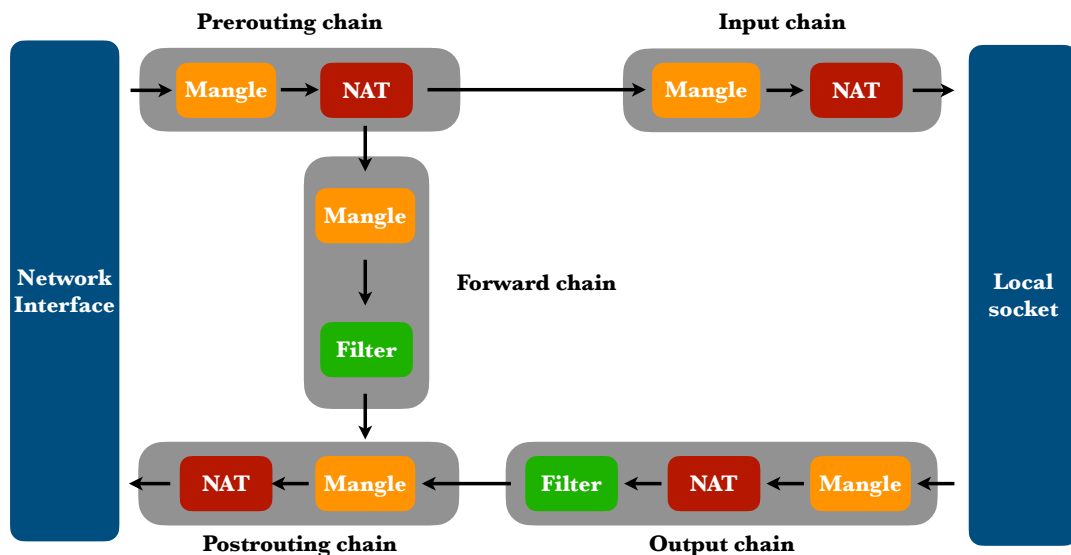 Prerouting chain
Input chain
Mangle
NAT
Mangle
NAT
Mangle
Network
Interface
Forward chain
Local
socket
Filter
NAT
Mangle
Filter
NAT
Mangle
Postrouting chain
Output chain